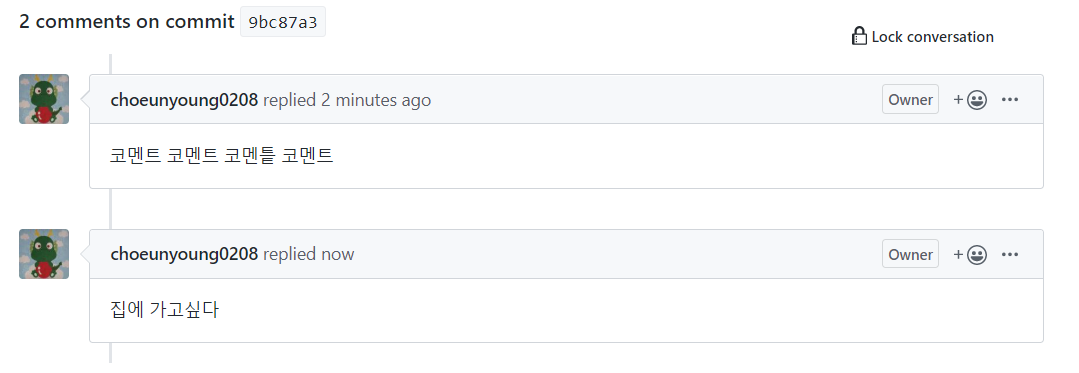 2 comments on commit 9bc87a3
Lock conversation
choeunyoung0208 replied 2 minutes ago
Owner
코멘트 코멘트 코멘틑 코멘트
choeunyoung0208 replied now
Owner
집에 가고싶다